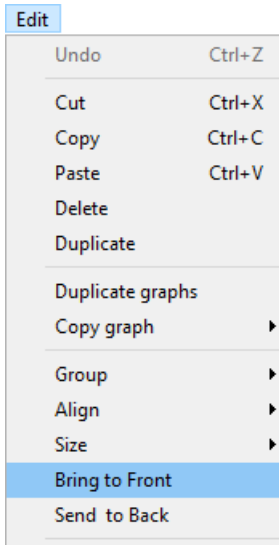 Edit
Undo Ctrl+Z
Cut Ctrl+X
Copy Ctrl+C
Paste Ctrl+V
Delete
Duplicate
Duplicate graphs
Copy graph
Group
Align
Size
Bring to Front
Send to Back